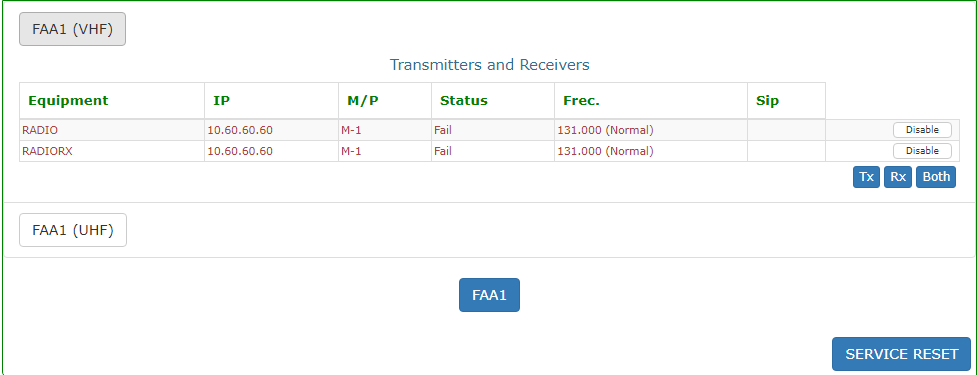 FAA1 (VHF)
Transmitters and Receivers
Equipment IP M/P Status Frec. Sip
RADIO 10.60.60.60 M-1 Fail 131.000 (Normal) Disable
RADIORX 10.60.60.60 M-1 Fail 131.000 (Normal) Disable
Tx Rx Both
FAA1 (UHF)
FAA1
SERVICE RESET